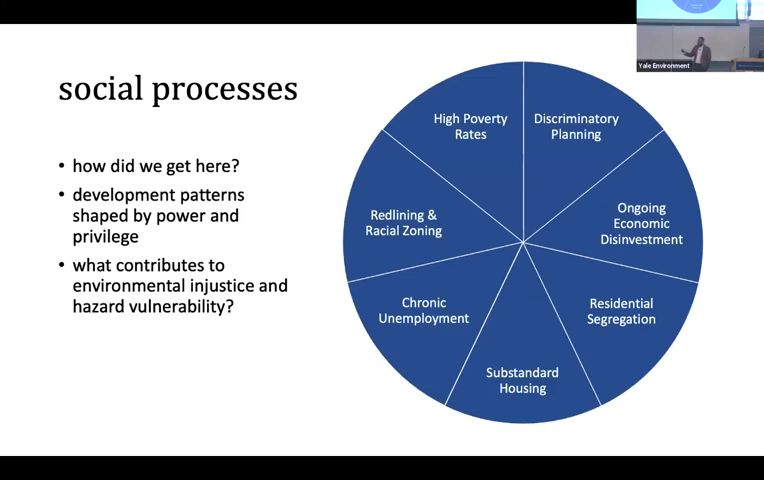 Yale Environment
social processes
• how did we get here?
• development patterns
shaped by power and
privilege
• what contributes to
environmental injustice and
hazard vulnerability?
High Poverty
Rates
Discriminatory
Planning
Ongoing
Economic
Disinvestment
Residential
Segregation
Substandard
Housing
Chronic
Unemployment
Redlining &
Racial Zoning